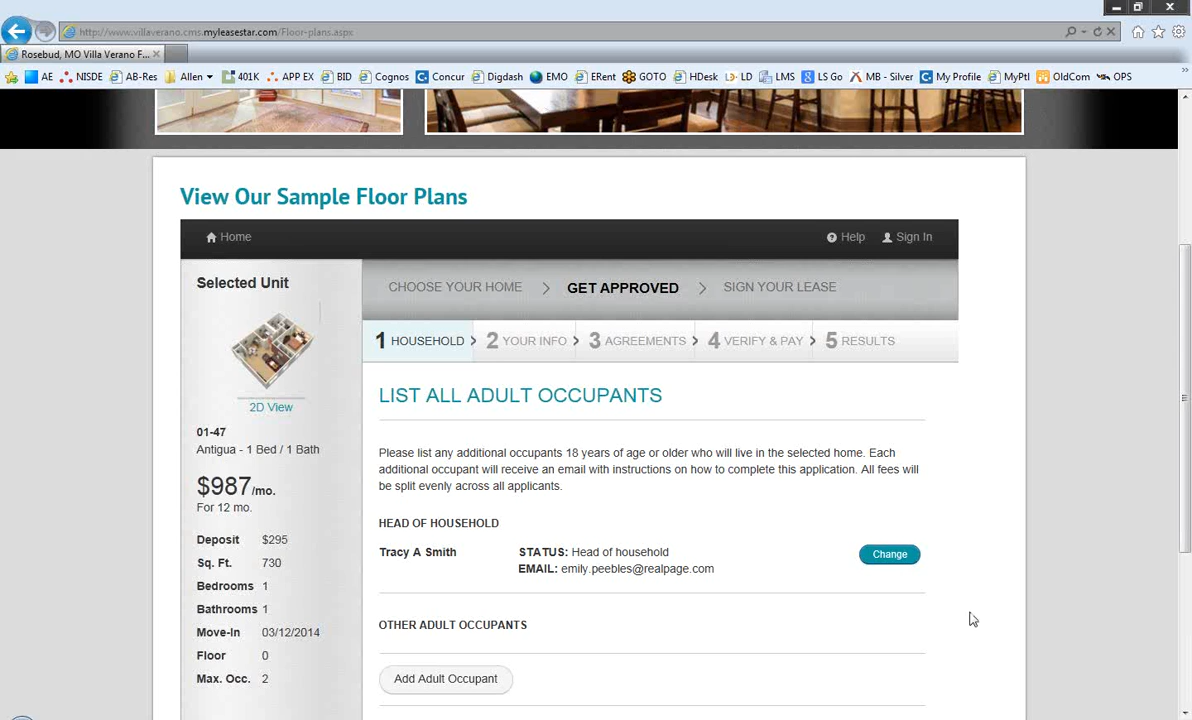 http://www.villaverano.cms.myleasestar.com/Floor-plans.aspx
Rosebud, MO Villa Verano F...
AE NISDE AB-Res Allen 401K APP EX BID Cognos Concur Digdash EMO ERent GOTO HDesk LD LMS LS Go MB - Silver My Profile MyPtl OldCom OPS
View Our Sample Floor Plans
Home Help Sign In
Selected Unit
CHOOSE YOUR HOME > GET APPROVED > SIGN YOUR LEASE
1 HOUSEHOLD > 2 YOUR INFO > 3 AGREEMENTS > 4 VERIFY & PAY > 5 RESULTS
2D View
01-47
Antigua - 1 Bed / 1 Bath
$987/mo.
For 12 mo.
Deposit $295
Sq. Ft. 730
Bedrooms 1
Bathrooms 1
Move-In 03/12/2014
Floor 0
Max. Occ. 2
LIST ALL ADULT OCCUPANTS
Please list any additional occupants 18 years of age or older who will live in the selected home. Each
additional occupant will receive an email with instructions on how to complete this application. All fees will
be split evenly across all applicants.
HEAD OF HOUSEHOLD
Tracy A Smith STATUS: Head of household Change
EMAIL: emily.peebles@realpage.com
OTHER ADULT OCCUPANTS
Add Adult Occupant